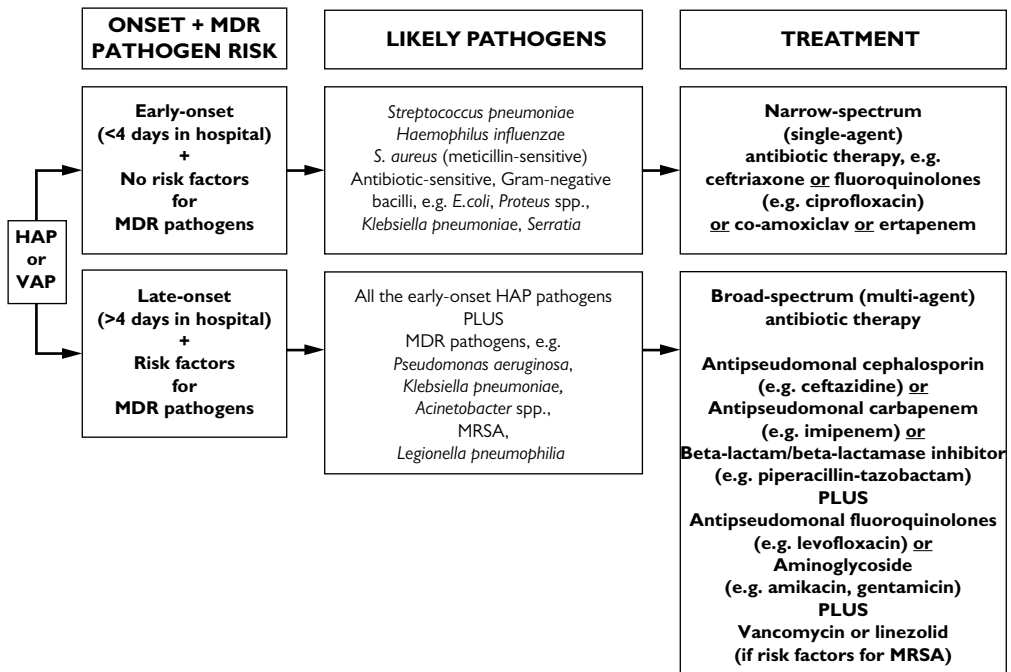 ONSET + MDR
PATHOGEN RISK
LIKELY PATHOGENS
TREATMENT
HAP
or
VAP
Early-onset
(<4 days in hospital)
+
No risk factors
for
MDR pathogens
Streptococcus pneumoniae
Haemophilus influenzae
S. aureus (meticillin-sensitive)
Antibiotic-sensitive, Gram-negative
bacilli, e.g. E.coli, Proteus spp.,
Klebsiella pneumoniae, Serratia
Narrow-spectrum
(single-agent)
antibiotic therapy, e.g.
ceftriaxone or fluoroquinolones
(e.g. ciprofloxacin)
or co-amoxiclav or ertapenem
Late-onset
(>4 days in hospital)
+
Risk factors
for
MDR pathogens
All the early-onset HAP pathogens
PLUS
MDR pathogens, e.g.
Pseudomonas aeruginosa,
Klebsiella pneumoniae,
Acinetobacter spp.,
MRSA,
Legionella pneumophilia
Broad-spectrum (multi-agent)
antibiotic therapy
Antipseudomonal cephalosporin
(e.g. ceftazidine) or
Antipseudomonal carbapenem
(e.g. imipenem) or
Beta-lactam/beta-lactamase inhibitor
(e.g. piperacillin-tazobactam)
PLUS
Antipseudomonal fluoroquinolones
(e.g. levofloxacin) or
Aminoglycoside
(e.g. amikacin, gentamicin)
PLUS
Vancomycin or linezolid
(if risk factors for MRSA)